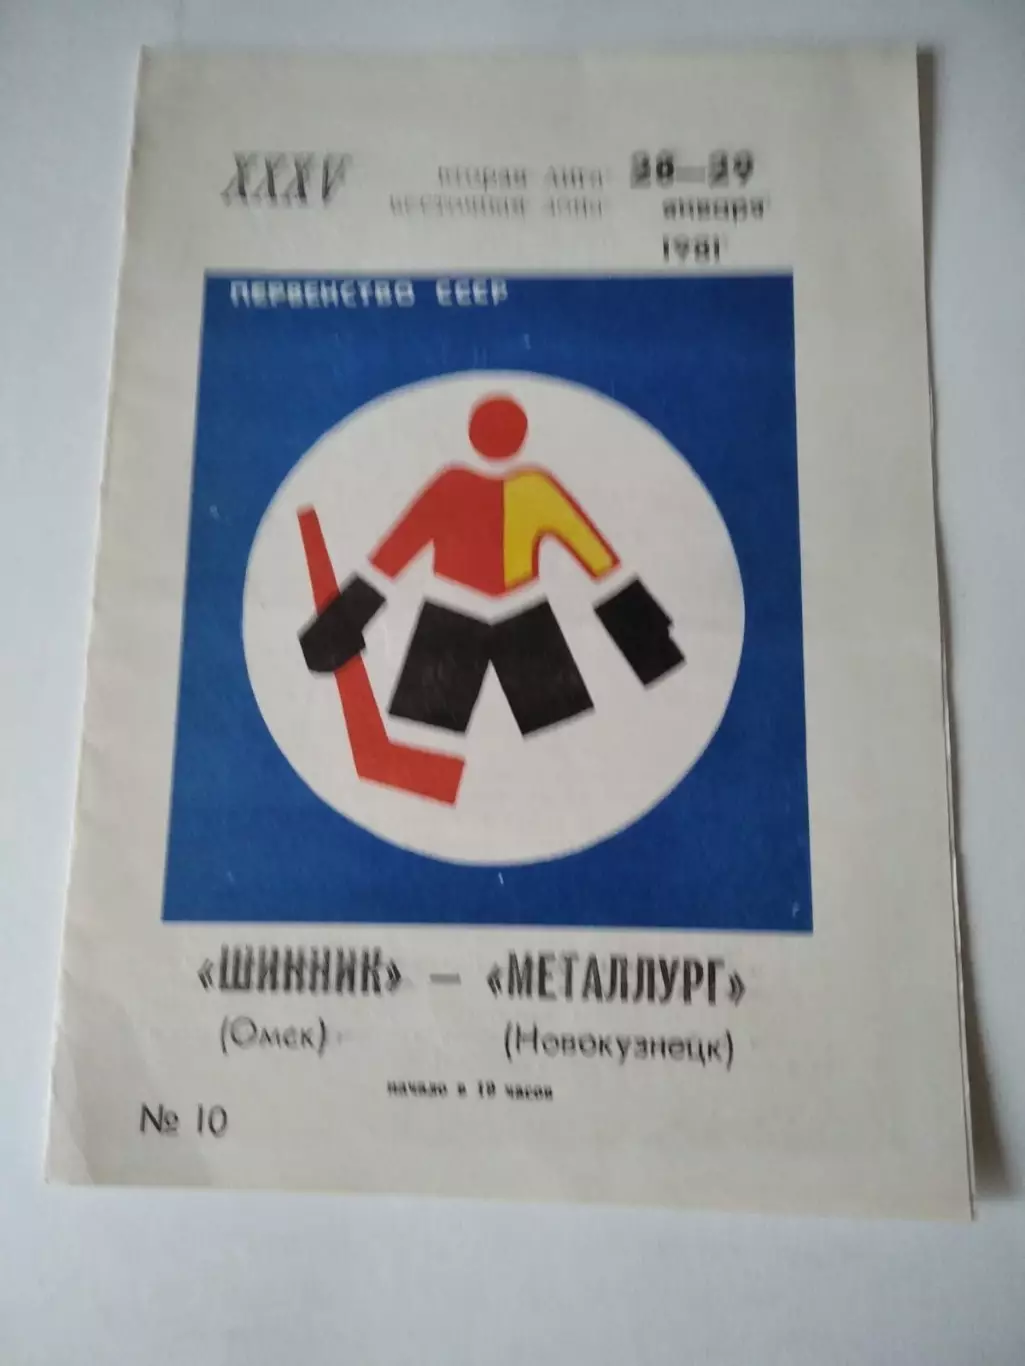 XXXV
вторая лига 28—29
восточная зона января
1981
ПЕРВЕНСТВО СССР
«ШИННИК» — «МЕТАЛЛУРГ»
(Омск) (Новокузнецк)
начало в 18 часов
№ 10